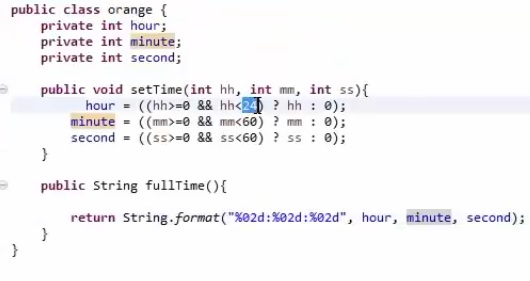 public class orange {
    private int hour;
    private int minute;
    private int second;

    public void setTime(int hh, int mm, int ss){
        hour = ((hh>=0 && hh<24) ? hh : 0);
        minute = ((mm>=0 && mm<60) ? mm : 0);
        second = ((ss>=0 && ss<60) ? ss : 0);
    }

    public String fullTime(){

        return String.format("%02d:%02d:%02d", hour, minute, second);
    }
}